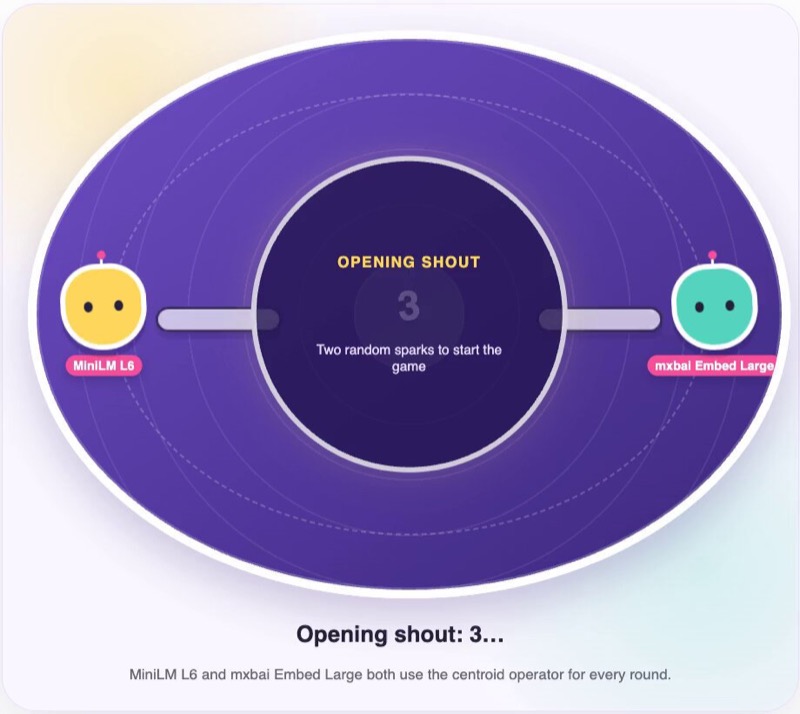 OPENING SHOUT
3
Two random sparks to start the
game
MiniLM L6
mxbai Embed Large
Opening shout: 3...
MiniLM L6 and mxbai Embed Large both use the centroid operator for every round.